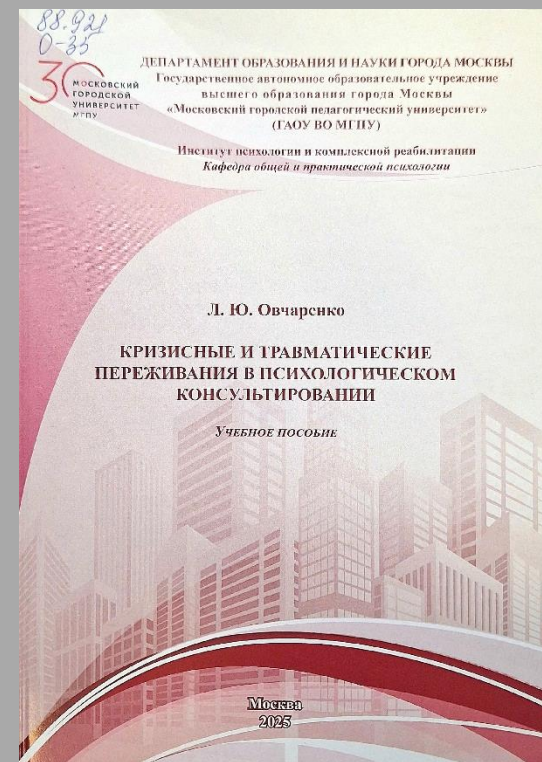 88.921
О-35
30
МОСКОВСКИЙ
ГОРОДСКОЙ
УНИВЕРСИТЕТ
МГПУ
ДЕПАРТАМЕНТ ОБРАЗОВАНИЯ И НАУКИ ГОРОДА МОСКВЫ
Государственное автономное образовательное учреждение
высшего образования города Москвы
«Московский городской педагогический университет»
(ГАОУ ВО МГПУ)
Институт психологии и комплексной реабилитации
Кафедра общей и практической психологии
Л. Ю. Овчаренко
КРИЗИСНЫЕ И ТРАВМАТИЧЕСКИЕ
ПЕРЕЖИВАНИЯ В ПСИХОЛОГИЧЕСКОМ
КОНСУЛЬТИРОВАНИИ
УЧЕБНОЕ ПОСОБИЕ
Москва
2025